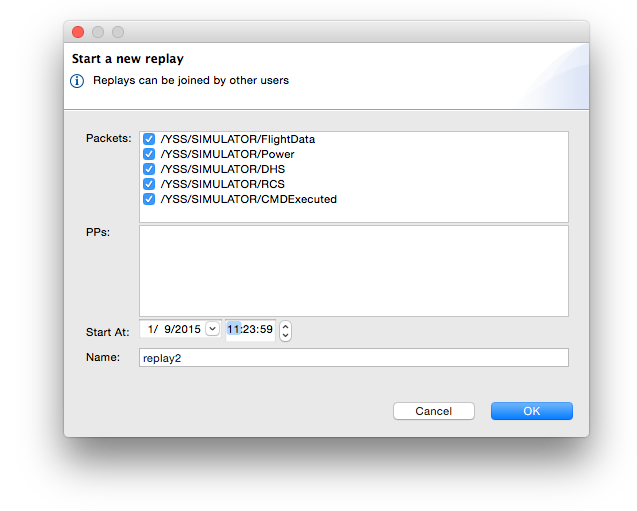 Start a new replay
Replays can be joined by other users
Packets:
/YSS/SIMULATOR/FlightData
/YSS/SIMULATOR/Power
/YSS/SIMULATOR/DHS
/YSS/SIMULATOR/RCS
/YSS/SIMULATOR/CMDExecuted
PPs:
Start At: 1/ 9/2015 11:23:59
Name: replay2
Cancel OK